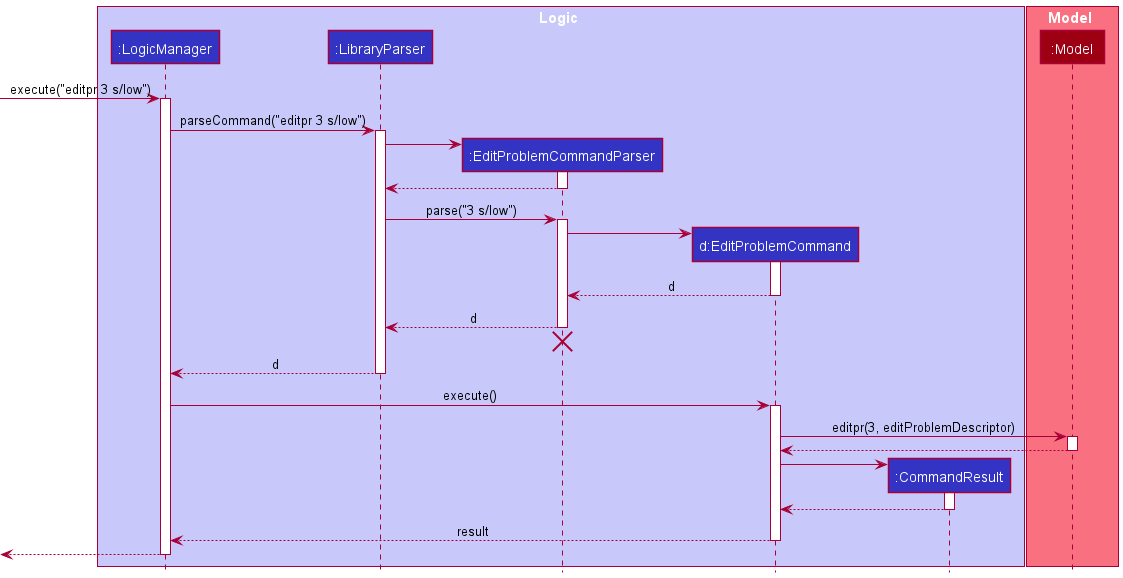 Logic
Model
:LogicManager
:LibraryParser
:Model
execute("editpr 3 s/low")
parseCommand("editpr 3 s/low")
:EditProblemCommandParser
parse("3 s/low")
d:EditProblemCommand
d
d
d
execute()
editpr(3, editProblemDescriptor)
:CommandResult
result